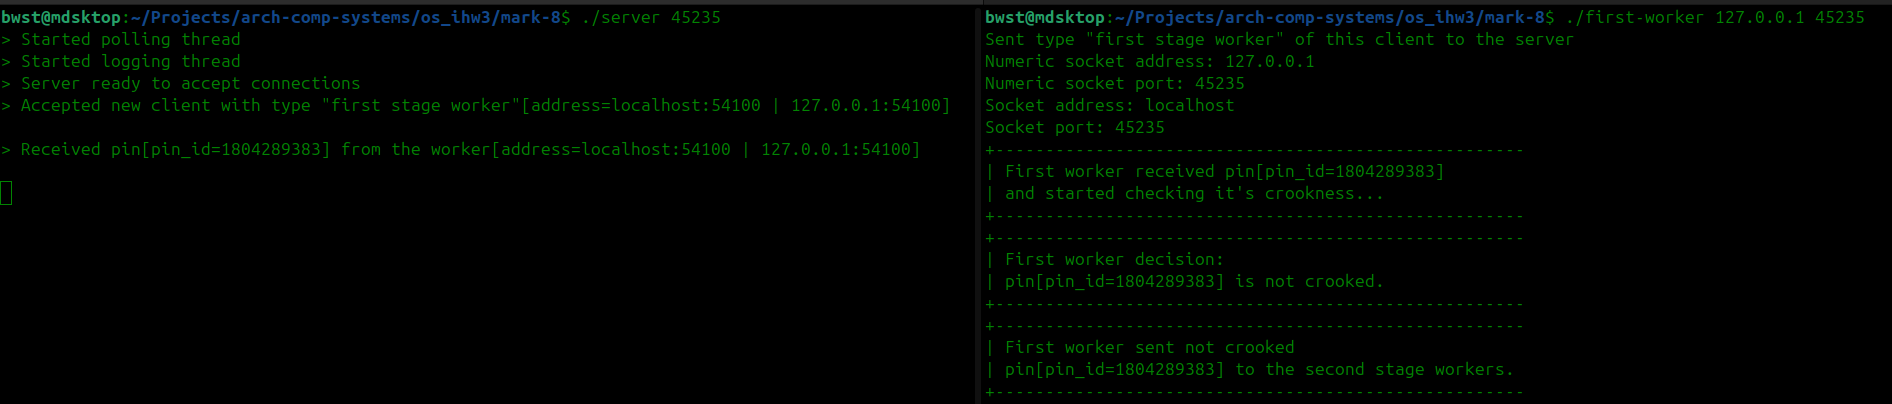 bwst@mdsktop:~/Projects/arch-comp-systems/os_ihw3/mark-8$ ./server 45235
> Started polling thread
> Started logging thread
> Server ready to accept connections
> Accepted new client with type "first stage worker"[address=localhost:54100 | 127.0.0.1:54100]
> Received pin[pin_id=1804289383] from the worker[address=localhost:54100 | 127.0.0.1:54100]
bwst@mdsktop:~/Projects/arch-comp-systems/os_ihw3/mark-8$ ./first-worker 127.0.0.1 45235
Sent type "first stage worker" of this client to the server
Numeric socket address: 127.0.0.1
Numeric socket port: 45235
Socket address: localhost
Socket port: 45235
+-----------------------------------------------------
| First worker received pin[pin_id=1804289383]
| and started checking it's crookness...
+-----------------------------------------------------
+-----------------------------------------------------
| First worker decision:
| pin[pin_id=1804289383] is not crooked.
+-----------------------------------------------------
+-----------------------------------------------------
| First worker sent not crooked
| pin[pin_id=1804289383] to the second stage workers.
+-----------------------------------------------------